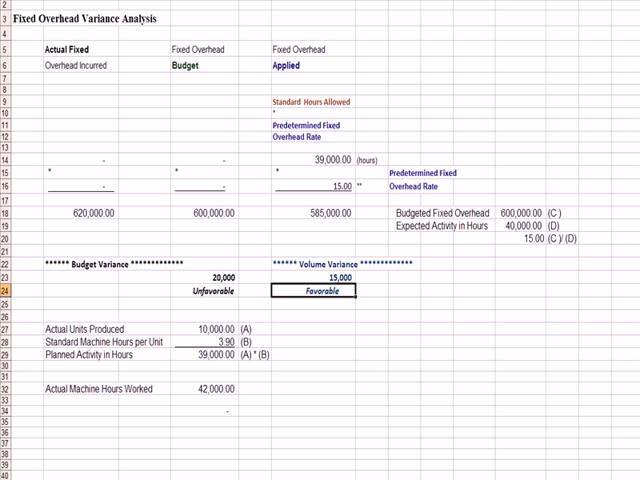 Fixed Overhead Variance Analysis
Actual Fixed Fixed Overhead Fixed Overhead
Overhead Incurred Budget Applied
Standard Hours Allowed
*
Predetermined Fixed
Overhead Rate
- - 39,000.00 (hours)
* * * Predetermined Fixed
- - 15.00 ** Overhead Rate
620,000.00 600,000.00 585,000.00 Budgeted Fixed Overhead 600,000.00 (C )
Expected Activity in Hours 40,000.00 (D)
15.00 (C )/ (D)
****** Budget Variance ************* ****** Volume Variance *************
20,000 15,000
Unfavorable Favorable
Actual Units Produced 10,000.00 (A)
Standard Machine Hours per Unit 3.90 (B)
Planned Activity in Hours 39,000.00 (A) * (B)
Actual Machine Hours Worked 42,000.00
-